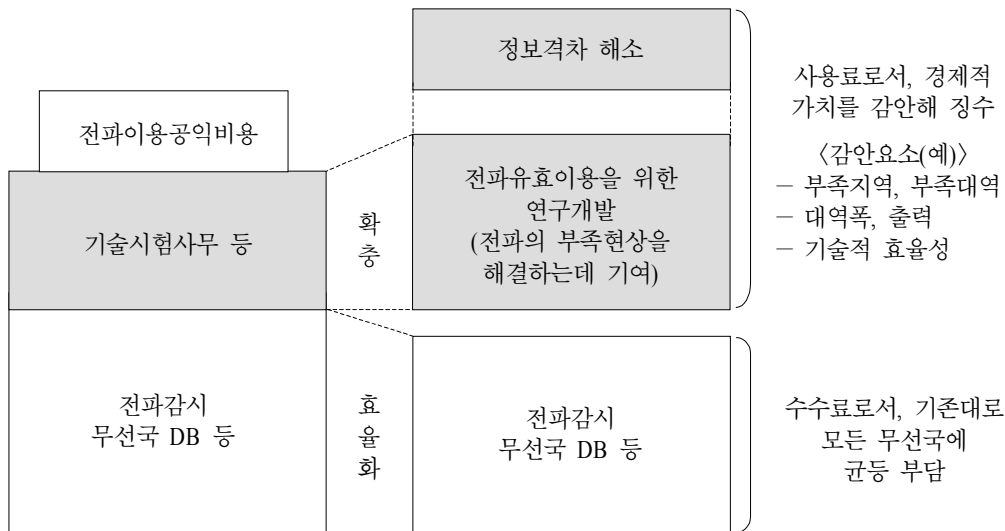 전파이용공익비용
기술시험사무 등
전파감시
무선국 DB 등
확
충
효
율
화
정보격차 해소
전파유효이용을 위한
연구개발
(전파의 부족현상을
해결하는데 기여)
전파감시
무선국 DB 등
사용료로서, 경제적
가치를 감안해 징수
〈감안요소(예)〉
− 부족지역, 부족대역
− 대역폭, 출력
− 기술적 효율성
수수료로서, 기존대로
모든 무선국에
균등 부담